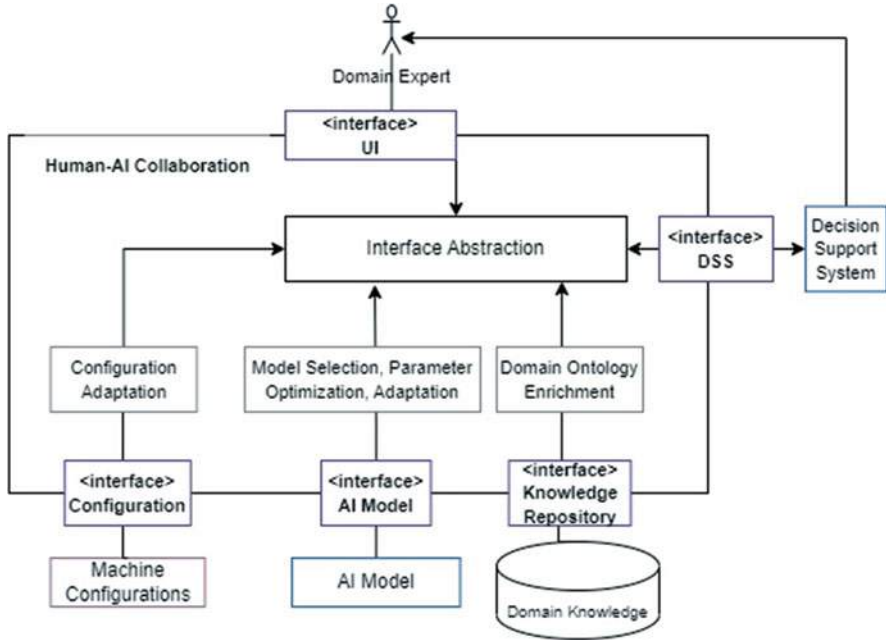 Domain Expert
<interface>
UI
Human-AI Collaboration
Interface Abstraction
<interface>
DSS
Decision
Support
System
Configuration
Adaptation
Model Selection, Parameter
Optimization, Adaptation
Domain Ontology
Enrichment
<interface>
Configuration
<interface>
AI Model
<interface>
Knowledge
Repository
Machine
Configurations
AI Model
Domain Knowledge